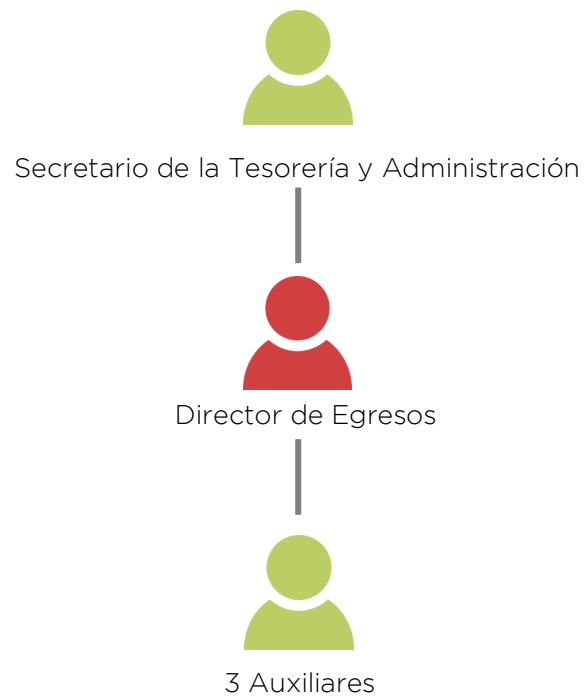 Secretario de la Tesorería y Administración
Director de Egresos
3 Auxiliares